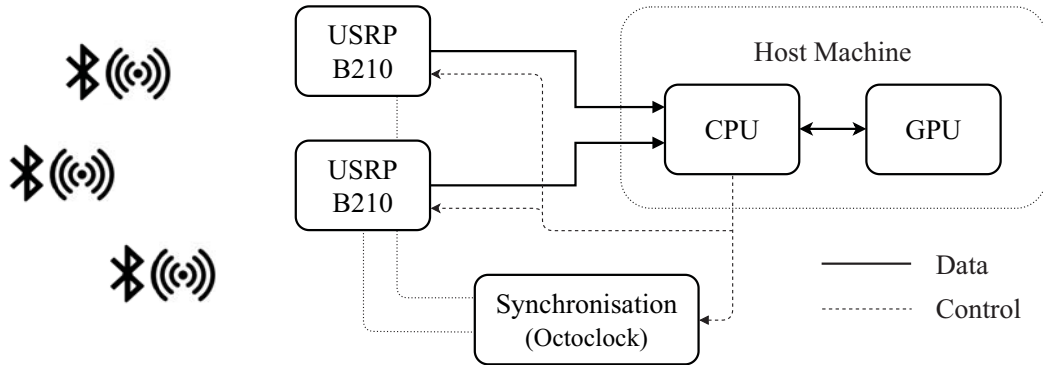 USRP
B210
Host Machine
CPU
GPU
USRP
B210
Data
Synchronisation
(Octoclock)
Control